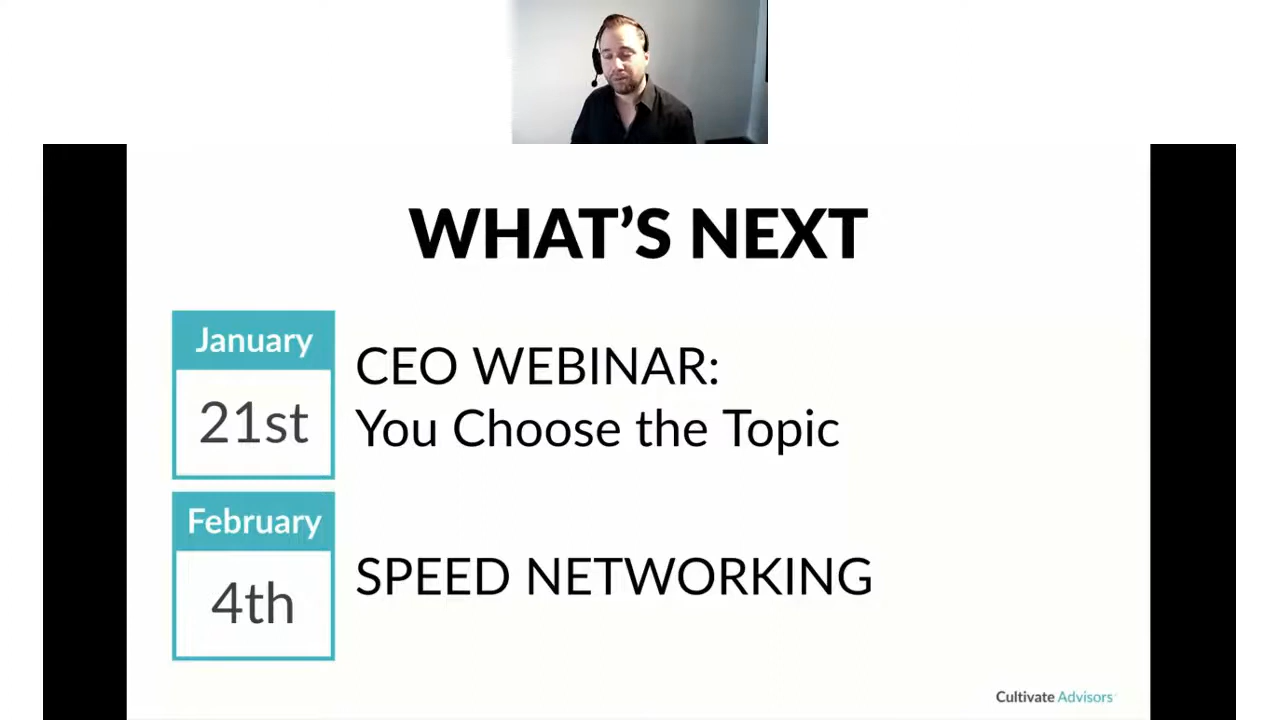 WHAT’S NEXT
January
21st
CEO WEBINAR:
You Choose the Topic
February
4th
SPEED NETWORKING
Cultivate Advisors